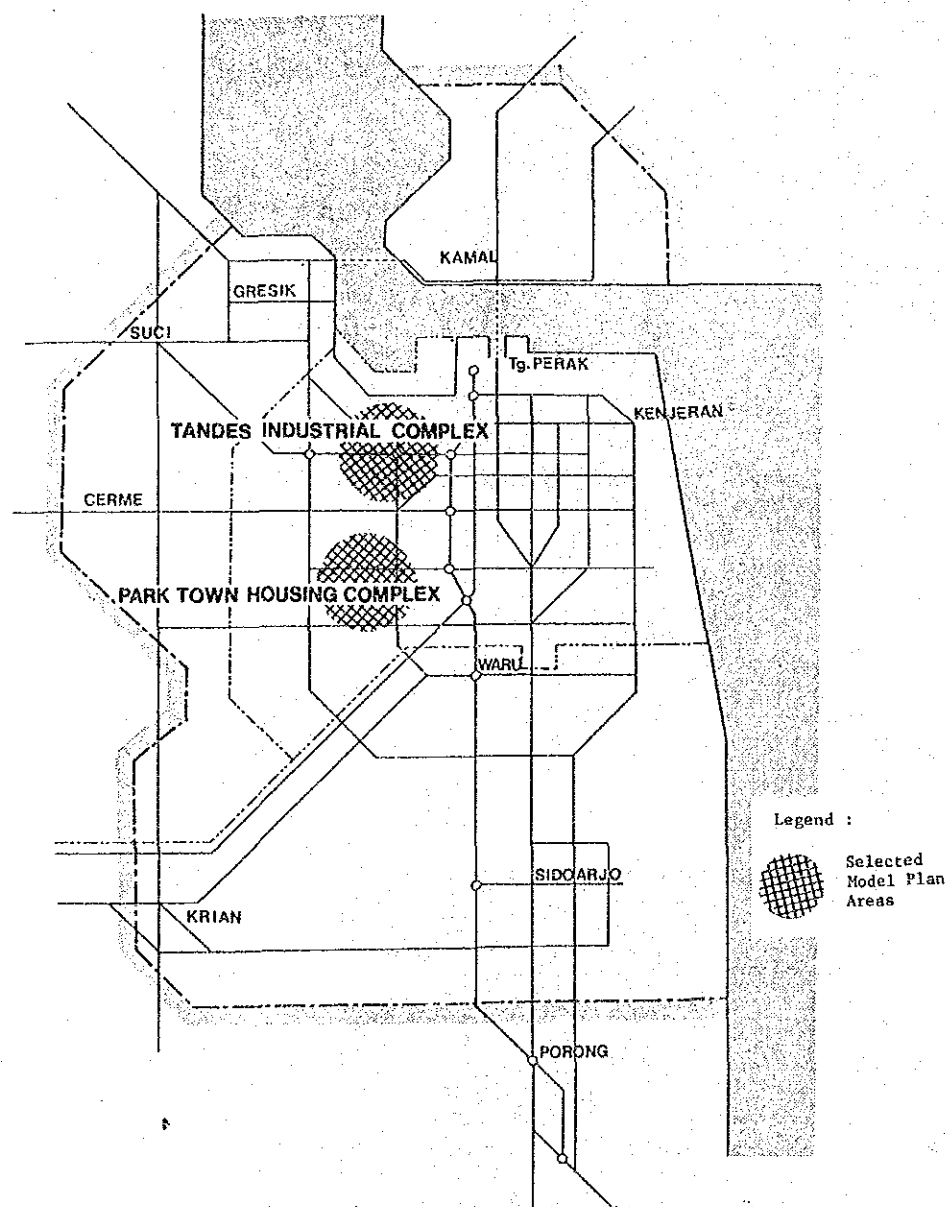 KAMAL
GRESIK
SUCI
Tg. PERAK
KENJERAN
TANDES INDUSTRIAL COMPLEX
CERME
PARK TOWN HOUSING COMPLEX
WARU
Legend :
Selected
Model Plan
Areas
SIDOARJO
KRIAN
PORONG